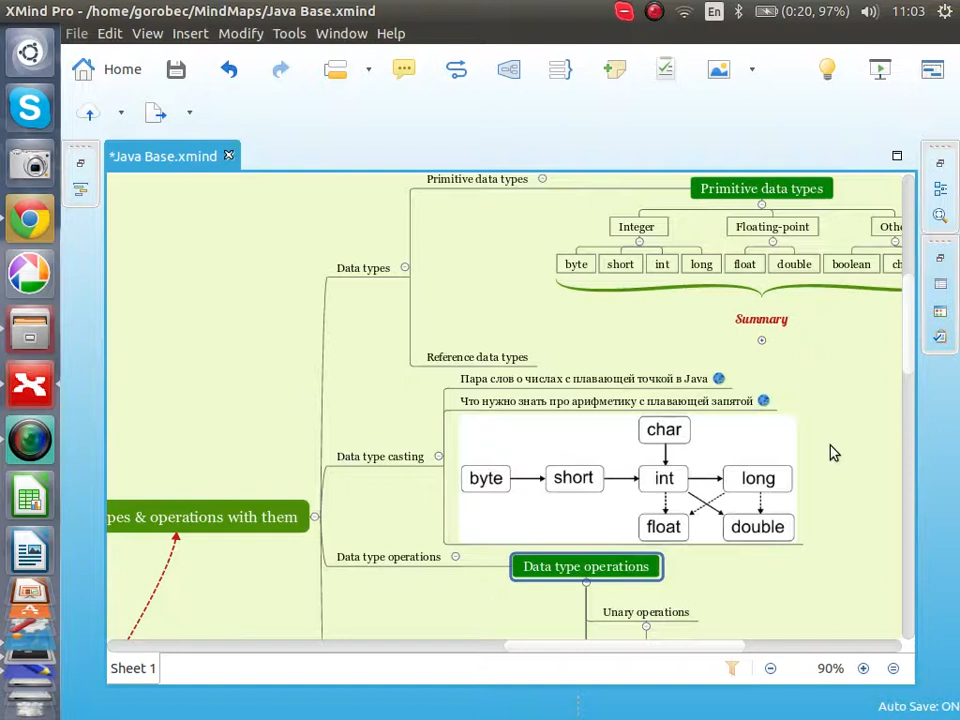 XMind Pro - /home/gorobec/MindMaps/Java Base.xmind
En
(0:20, 97%)
11:03
File Edit View Insert Modify Tools Window Help
Home
*Java Base.xmind
Primitive data types
Primitive data types
Integer
Floating-point
Data types
byte
short
int
long
float
double
boolean
Summary
Reference data types
Пара слов о числах с плавающей точкой в Java
Что нужно знать про арифметику с плавающей запятой
char
Data type casting
byte
short
int
long
float
double
pes & operations with them
Data type operations
Data type operations
Unary operations
Sheet 1
90%
Auto Save: ON